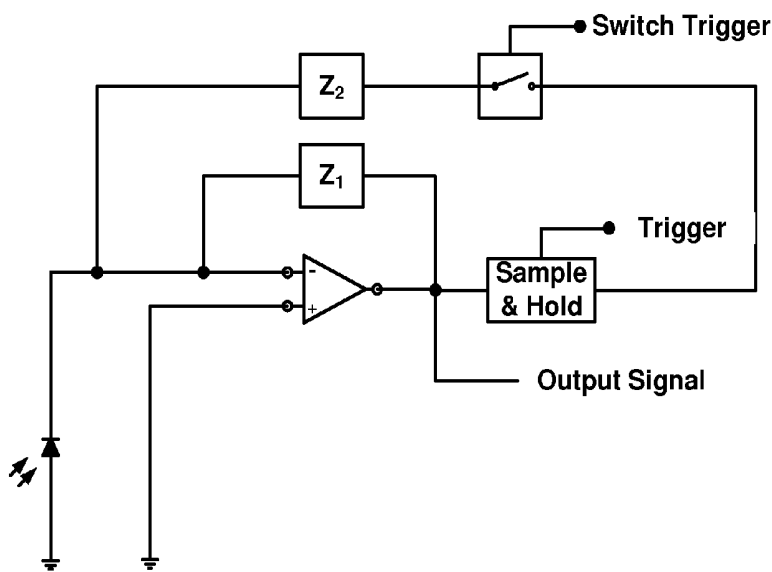 Switch Trigger
Z₂
Z₁
Trigger
-
+
Sample
& Hold
Output Signal